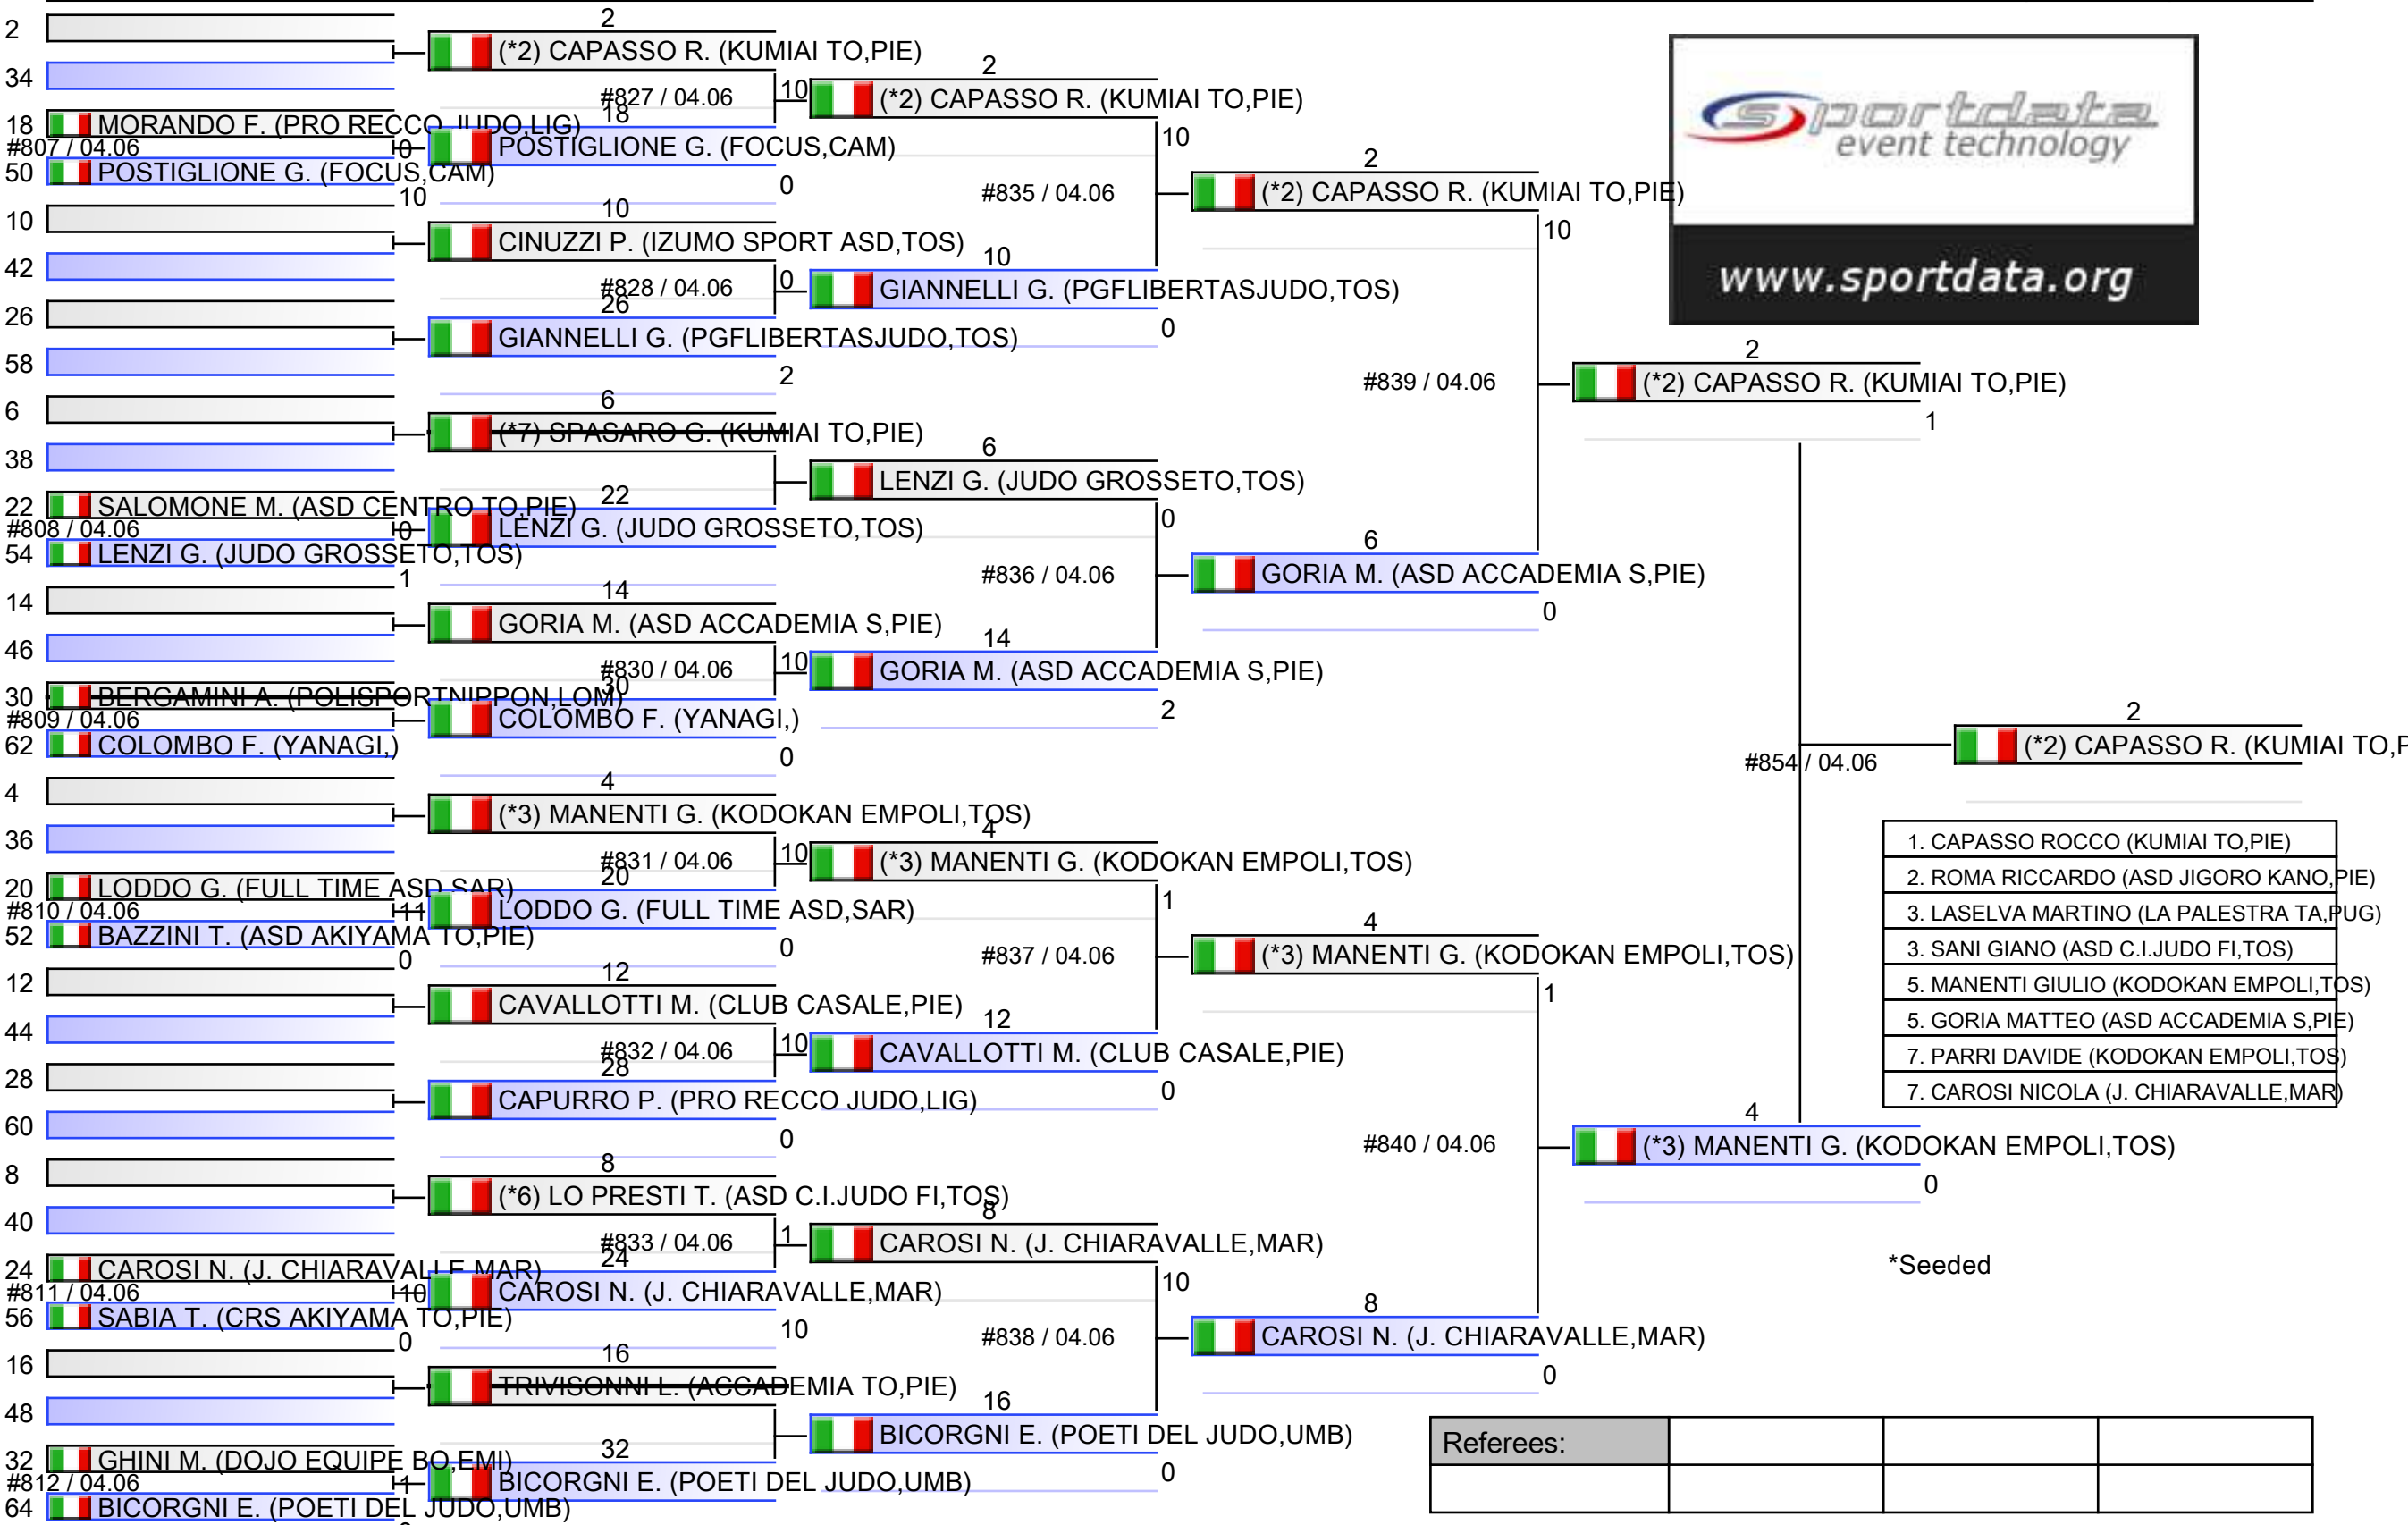 2
34
18 MORANDO F. (PRO RECCO JUDO,LIG)
#807 / 04.06
0
50 POSTIGLIONE G. (FOCUS,CAM)
10
10
42
26
58
6
38
22 SALOMONE M. (ASD CENTRO TO,PIE)
#808 / 04.06
0
54 LENZI G. (JUDO GROSSETO,TOS)
1
14
46
30 BERGAMINI A. (POLISPORTNIPPON,LOM)
#809 / 04.06
62 COLOMBO F. (YANAGI,)
4
36
20 LODDO G. (FULL TIME ASD,SAR)
#810 / 04.06
11
52 BAZZINI T. (ASD AKIYAMA TO,PIE)
0
12
44
28
60
8
40
24 CAROSI N. (J. CHIARAVALLE,MAR)
#811 / 04.06
10
56 SABIA T. (CRS AKIYAMA TO,PIE)
0
16
48
32 GHINI M. (DOJO EQUIPE BO,EMI)
#812 / 04.06
1
64 BICORGNI E. (POETI DEL JUDO,UMB)
2
(*2) CAPASSO R. (KUMIAI TO,PIE)
#827 / 04.06
10
18
POSTIGLIONE G. (FOCUS,CAM)
0
10
CINUZZI P. (IZUMO SPORT ASD,TOS)
#828 / 04.06
0
26
GIANNELLI G. (PGFLIBERTASJUDO,TOS)
2
6
(*7) SPASARO G. (KUMIAI TO,PIE)
22
LENZI G. (JUDO GROSSETO,TOS)
14
GORIA M. (ASD ACCADEMIA S,PIE)
#830 / 04.06
10
30
COLOMBO F. (YANAGI,)
0
4
(*3) MANENTI G. (KODOKAN EMPOLI,TOS)
#831 / 04.06
10
20
LODDO G. (FULL TIME ASD,SAR)
0
12
CAVALLOTTI M. (CLUB CASALE,PIE)
#832 / 04.06
10
28
CAPURRO P. (PRO RECCO JUDO,LIG)
0
8
(*6) LO PRESTI T. (ASD C.I.JUDO FI,TOS)
#833 / 04.06
1
24
CAROSI N. (J. CHIARAVALLE,MAR)
10
16
TRIVISONNI L. (ACCADEMIA TO,PIE)
32
BICORGNI E. (POETI DEL JUDO,UMB)
2
(*2) CAPASSO R. (KUMIAI TO,PIE)
10
#835 / 04.06
10
GIANNELLI G. (PGFLIBERTASJUDO,TOS)
0
6
LENZI G. (JUDO GROSSETO,TOS)
0
#836 / 04.06
14
GORIA M. (ASD ACCADEMIA S,PIE)
2
4
(*3) MANENTI G. (KODOKAN EMPOLI,TOS)
1
#837 / 04.06
12
CAVALLOTTI M. (CLUB CASALE,PIE)
0
8
CAROSI N. (J. CHIARAVALLE,MAR)
10
#838 / 04.06
16
BICORGNI E. (POETI DEL JUDO,UMB)
0
2
(*2) CAPASSO R. (KUMIAI TO,PIE)
10
#839 / 04.06
6
GORIA M. (ASD ACCADEMIA S,PIE)
0
4
(*3) MANENTI G. (KODOKAN EMPOLI,TOS)
1
#840 / 04.06
8
CAROSI N. (J. CHIARAVALLE,MAR)
0
sportdata
event technology
www.sportdata.org
2
(*2) CAPASSO R. (KUMIAI TO,PIE)
1
#854 / 04.06
4
(*3) MANENTI G. (KODOKAN EMPOLI,TOS)
0
2
(*2) CAPASSO R. (KUMIAI TO,P
1. CAPASSO ROCCO (KUMIAI TO,PIE)
2. ROMA RICCARDO (ASD JIGORO KANO,PIE)
3. LASELVA MARTINO (LA PALESTRA TA,PUG)
3. SANI GIANO (ASD C.I.JUDO FI,TOS)
5. MANENTI GIULIO (KODOKAN EMPOLI,TOS)
5. GORIA MATTEO (ASD ACCADEMIA S,PIE)
7. PARRI DAVIDE (KODOKAN EMPOLI,TOS)
7. CAROSI NICOLA (J. CHIARAVALLE,MAR)
*Seeded
Referees: